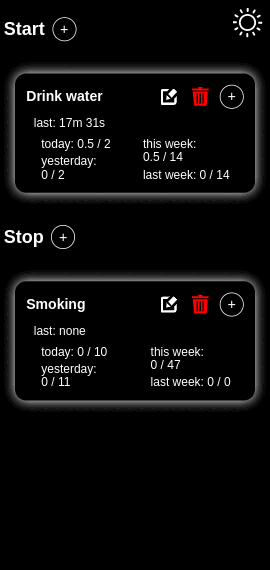 Start +
Drink water +
last: 17m 31s
today: 0.5 / 2
yesterday:
0 / 2
this week:
0.5 / 14
last week: 0 / 14
Stop +
Smoking +
last: none
today: 0 / 10
yesterday:
0 / 11
this week:
0 / 47
last week: 0 / 0